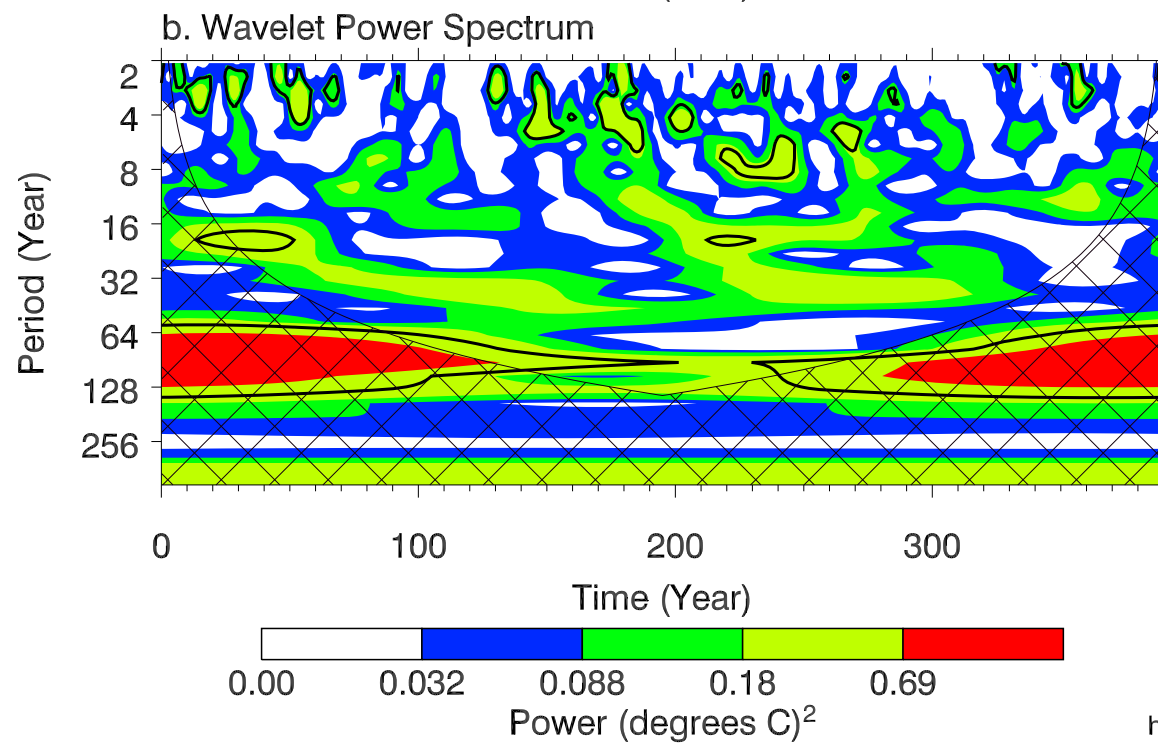 b. Wavelet Power Spectrum
Period (Year)
2
4
8
16
32
64
128
256
0 100 200 300
Time (Year)
0.00 0.032 0.088 0.18 0.69
Power (degrees C)2